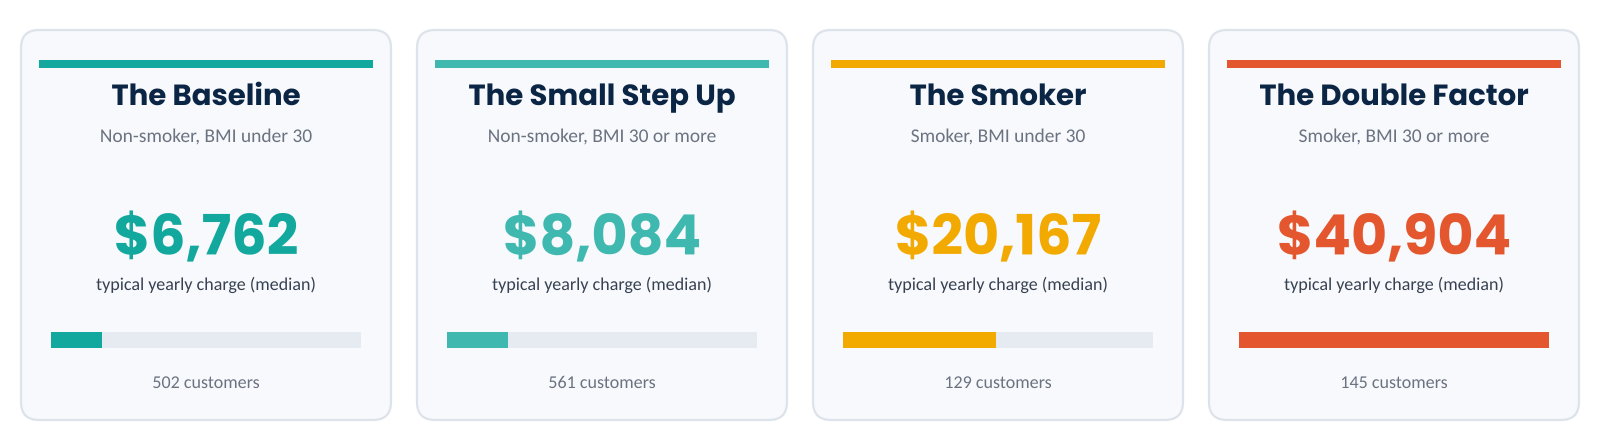 The Baseline
Non-smoker, BMI under 30
$6,762
typical yearly charge (median)
502 customers
The Small Step Up
Non-smoker, BMI 30 or more
$8,084
typical yearly charge (median)
561 customers
The Smoker
Smoker, BMI under 30
$20,167
typical yearly charge (median)
129 customers
The Double Factor
Smoker, BMI 30 or more
$40,904
typical yearly charge (median)
145 customers